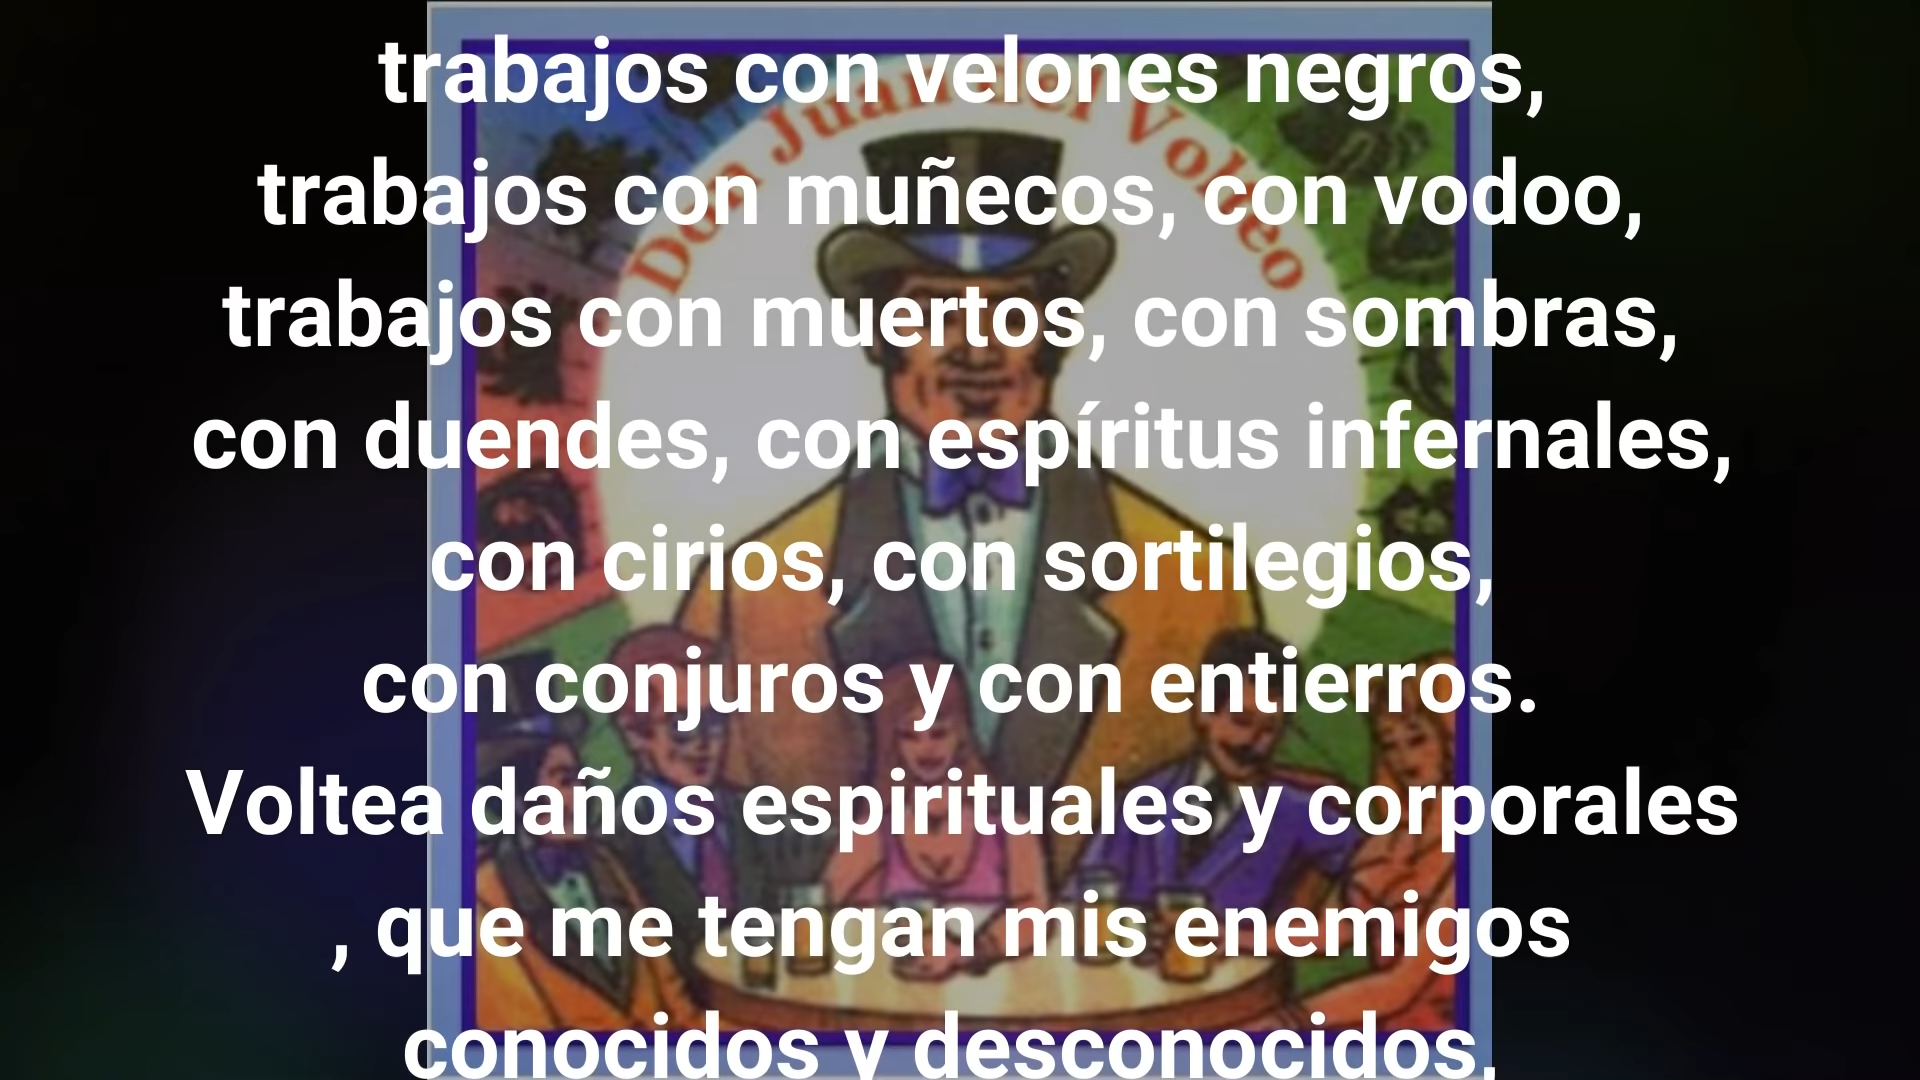 trabajos con velones negros,
Don Juan del Volteo
trabajos con muñecos, con vodoo,
trabajos con muertos, con sombras,
con duendes, con espíritus infernales,
con cirios, con sortilegios,
con conjuros y con entierros.
Voltea daños espirituales y corporales
, que me tengan mis enemigos
conocidos y desconocidos,